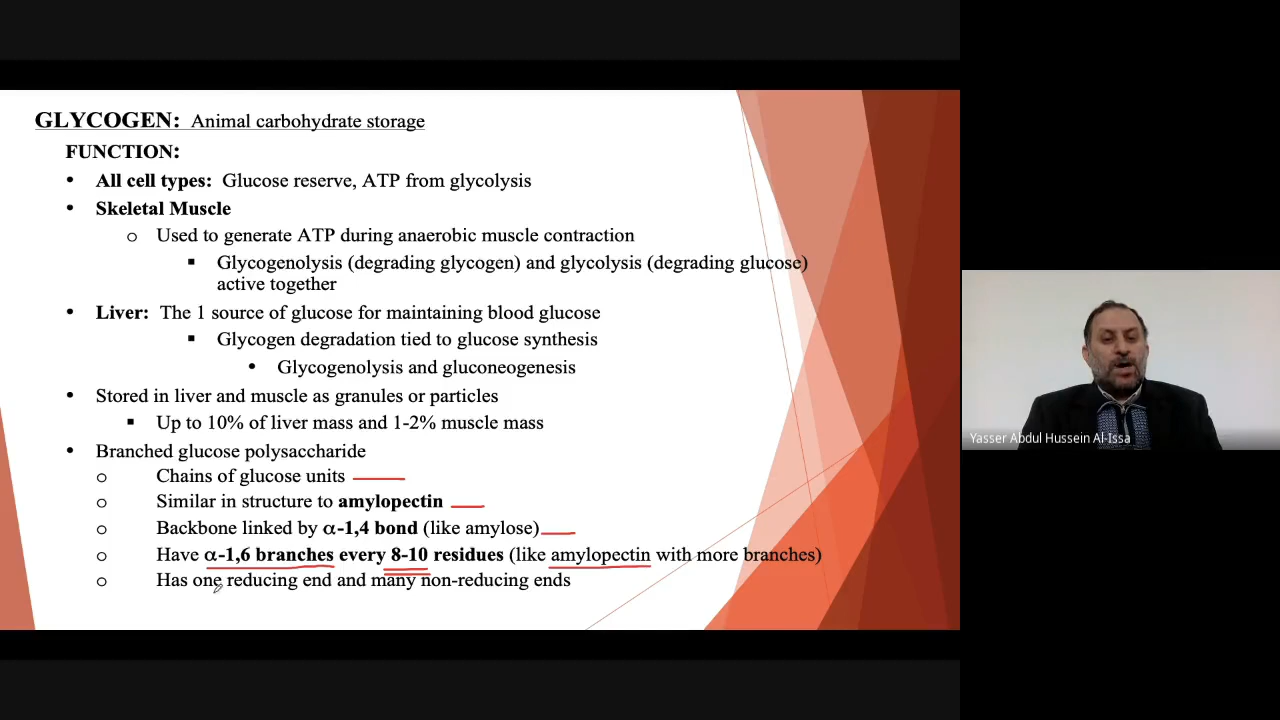 GLYCOGEN: Animal carbohydrate storage
FUNCTION:
• All cell types: Glucose reserve, ATP from glycolysis
• Skeletal Muscle
o Used to generate ATP during anaerobic muscle contraction
▪ Glycogenolysis (degrading glycogen) and glycolysis (degrading glucose)
active together
• Liver: The 1 source of glucose for maintaining blood glucose
▪ Glycogen degradation tied to glucose synthesis
• Glycogenolysis and gluconeogenesis
• Stored in liver and muscle as granules or particles
▪ Up to 10% of liver mass and 1-2% muscle mass
• Branched glucose polysaccharide
o Chains of glucose units
o Similar in structure to amylopectin
o Backbone linked by α-1,4 bond (like amylose)
o Have α-1,6 branches every 8-10 residues (like amylopectin with more branches)
o Has one reducing end and many non-reducing ends
Yasser Abdul Hussein Al-Issa